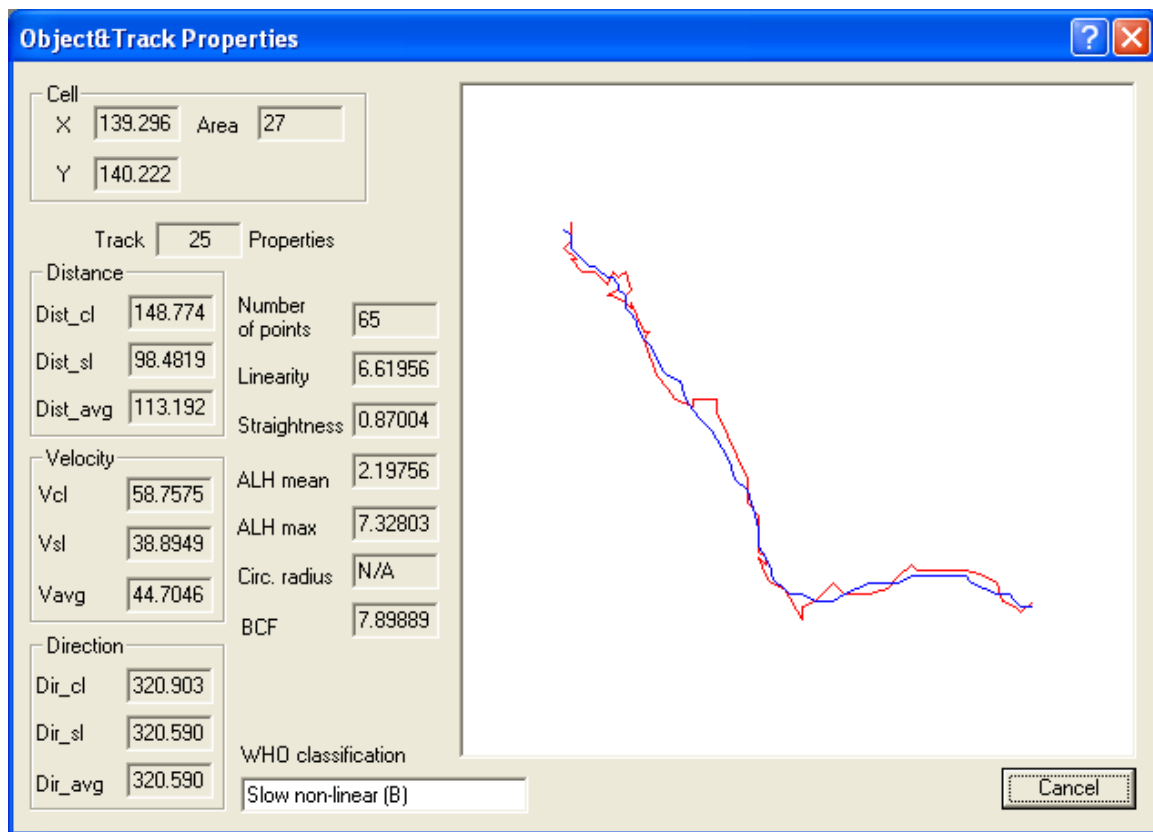 Object&Track Properties
Cell
X 139.296 Area 27
Y 140.222
Track 25 Properties
Distance
Dist_cl 148.774
Dist_sl 98.4819
Dist_avg 113.192
Number
of points 65
Linearity 6.61956
Straightness 0.87004
ALH mean 2.19756
ALH max 7.32803
Circ. radius N/A
BCF 7.89889
Velocity
Vcl 58.7575
Vsl 38.8949
Vavg 44.7046
Direction
Dir_cl 320.903
Dir_sl 320.590
Dir_avg 320.590
WHO classification
Slow non-linear (B)
Cancel